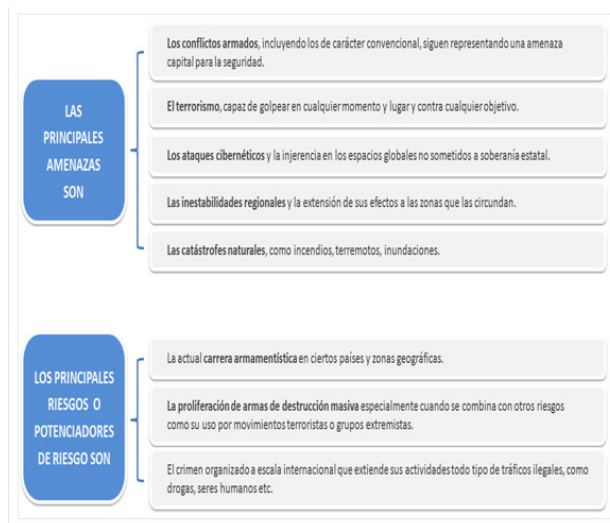 LAS
PRINCIPALES
AMENAZAS
SON
Los conflictos armados, incluyendo los de carácter convencional, siguen representando una amenaza
capital para la seguridad.
El terrorismo, capaz de golpear en cualquier momento y lugar y contra cualquier objetivo.
Los ataques cibernéticos y la injerencia en los espacios globales no sometidos a soberanía estatal.
Las inestabilidades regionales y la extensión de sus efectos a las zonas que las circundan.
Las catástrofes naturales, como incendios, terremotos, inundaciones.
LOS PRINCIPALES
RIESGOS O
POTENCIADORES
DE RIESGO SON
La actual carrera armamentística en ciertos países y zonas geográficas.
La proliferación de armas de destrucción masiva especialmente cuando se combina con otros riesgos
como su uso por movimientos terroristas o grupos extremistas.
El crimen organizado a escala internacional que extiende sus actividades todo tipo de tráficos ilegales, como
drogas, seres humanos etc.